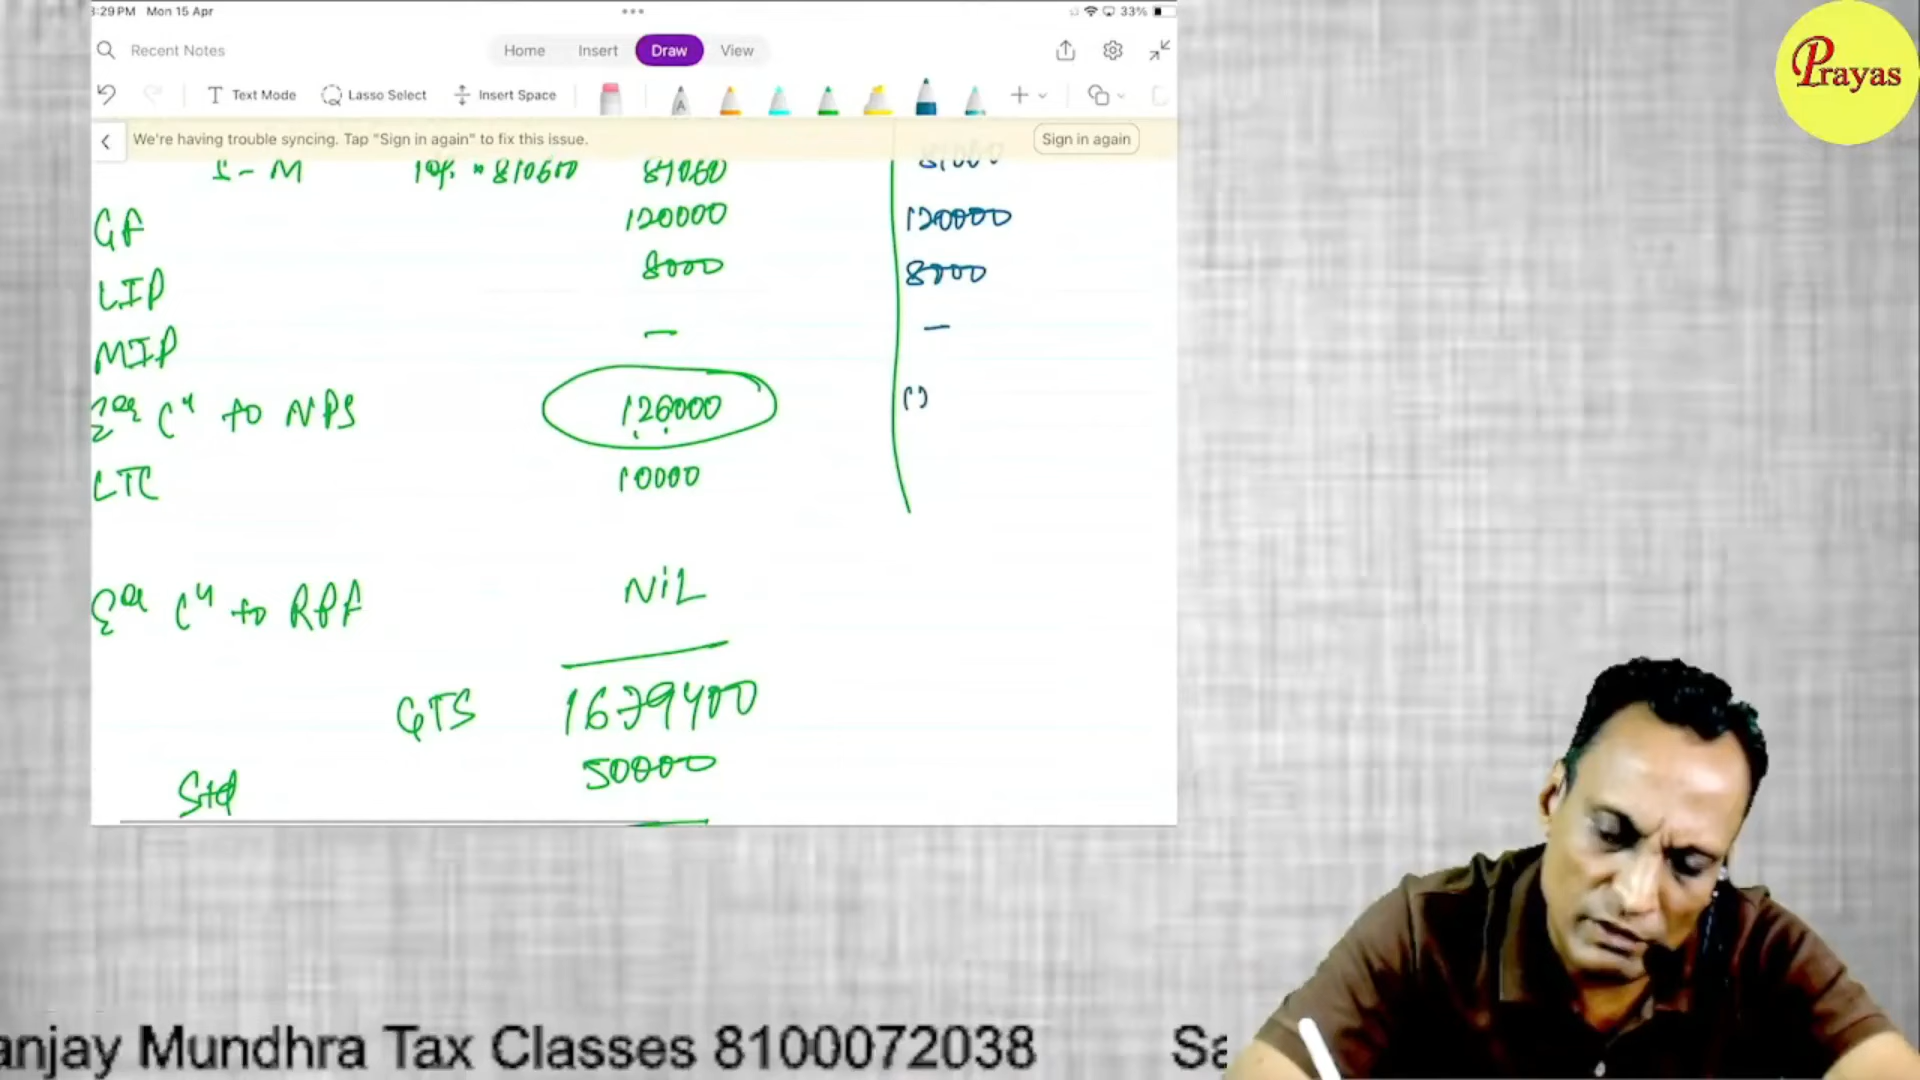 :29 PM Mon 15 Apr
33%
Recent Notes
Home Insert Draw View
Text Mode Lasso Select Insert Space
We're having trouble syncing. Tap "Sign in again" to fix this issue.
Sign in again
Prayas
S-M 10% * 810600 81060 81000
GF 120000 120000
LIP 8000 8000
MIP — —
to NPS 126000
LTC 10000
to RPF NIL
GTS 1679400
Std 50000
anjay Mundhra Tax Classes 8100072038 Sa